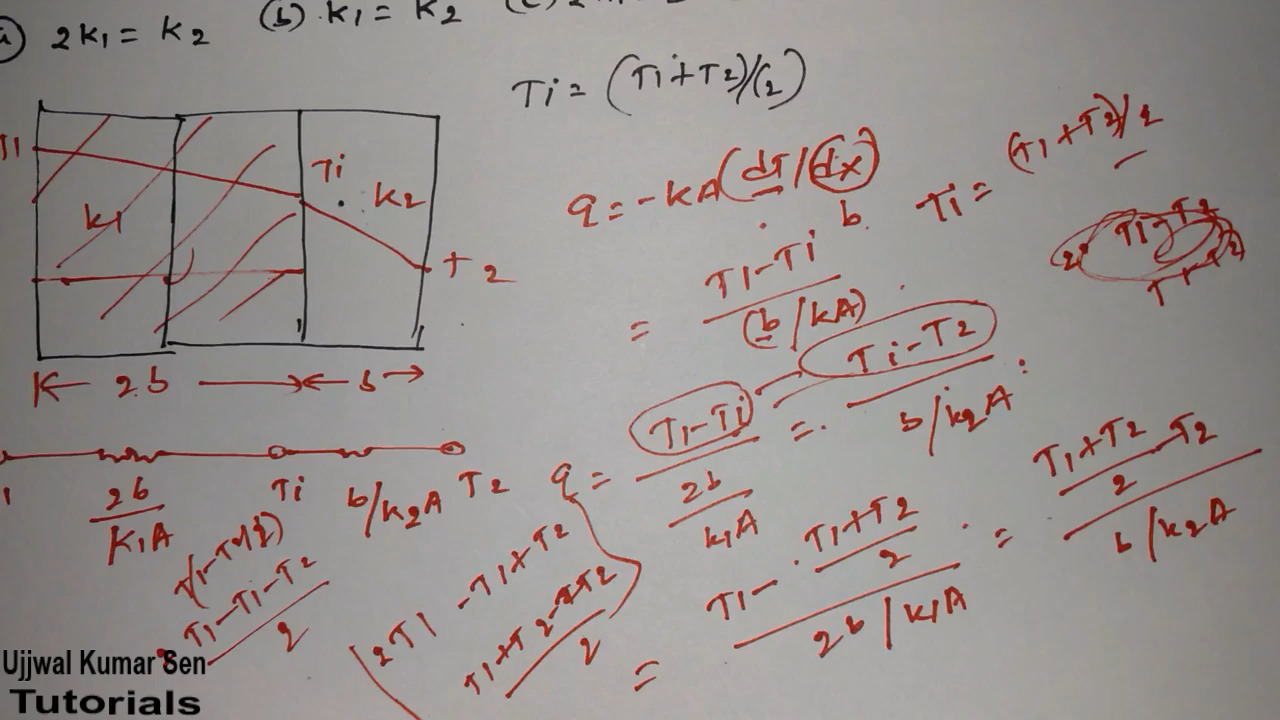 2k1 = k2
(b) k1 = k2
Ti = (T1+T2)/(2)
T1
Ti
k1
k2
T2
2b
b
q = -kA(dT/dx)
b
= T1-Ti
(b/kA)
Ti = (T1+T2)/2
2b
K1A
Ti
b/k2A
T2
q = T1-Ti
2b
k1A
= Ti-T2
b/k2A
T1-T1-T2
2
2T1-T1+T2
T1+T2-2T2
2
= T1- T1+T2
2
2b/k1A
= T1+T2
2
-T2
b/k2A
Ujjwal Kumar Sen
Tutorials